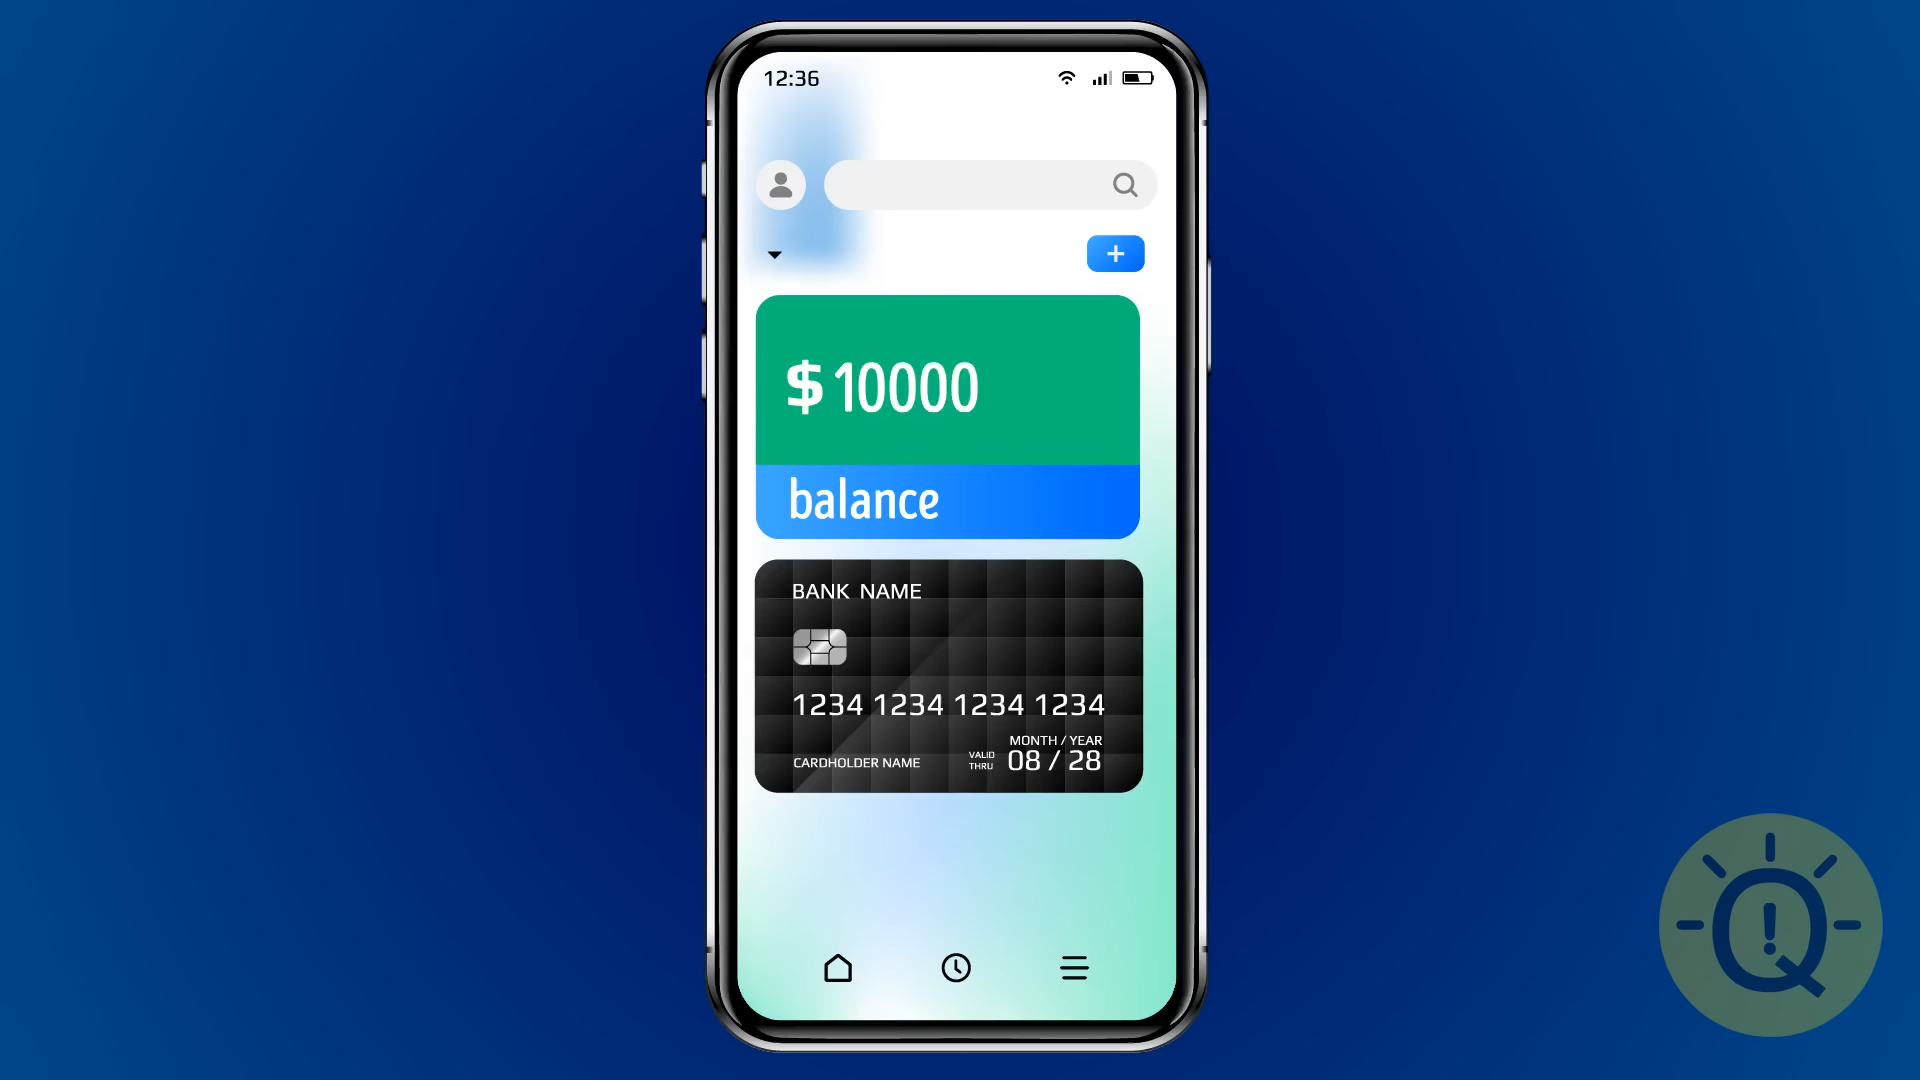 12:36
$ 10000
balance
BANK NAME
1234 1234 1234 1234
MONTH / YEAR
VALID THRU 08 / 28
CARDHOLDER NAME
Q!